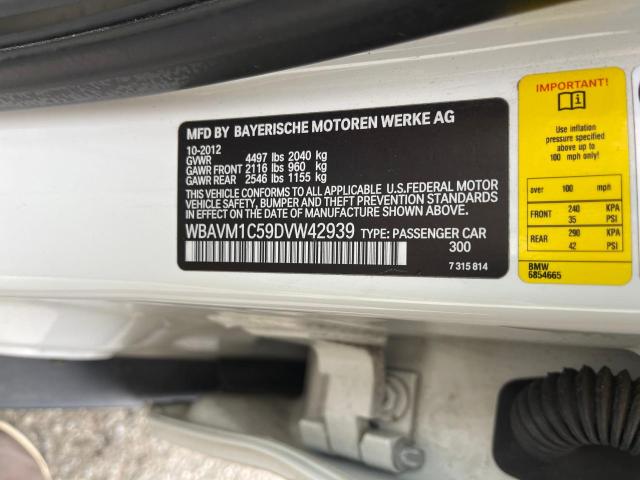 MFD BY BAYERISCHE MOTOREN WERKE AG
10-2012
GVWR 4497 lbs 2040 kg
GAWR FRONT 2116 lbs 960 kg
GAWR REAR 2546 lbs 1155 kg
THIS VEHICLE CONFORMS TO ALL APPLICABLE U.S.FEDERAL MOTOR
VEHICLE SAFETY, BUMPER AND THEFT PREVENTION STANDARDS
IN EFFECT ON THE DATE OF MANUFACTURE SHOWN ABOVE.
WBAVM1C59DVW42939 TYPE: PASSENGER CAR
300
7 315 814
IMPORTANT!
Use inflation
pressure specified
above up to
100 mph only!
over 100 mph
FRONT 240 KPA
35 PSI
REAR 290 KPA
42 PSI
BMW
6854665